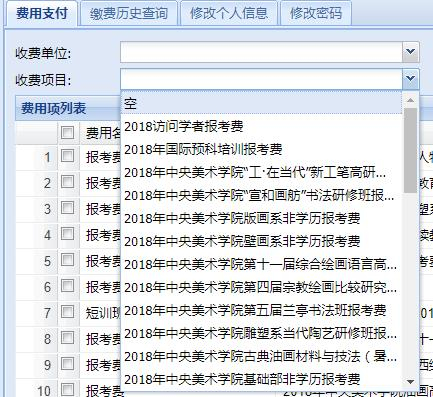 费用支付 缴费历史查询 修改个人信息 修改密码
收费单位:
收费项目:
费用项列表
空
2018访问学者报考费
2018年国际预科培训报考费
2018年中央美术学院“工·在当代”新工笔高研...
2018年中央美术学院“宣和画舫”书法研修班报...
2018年中央美术学院版画系非学历报考费
2018年中央美术学院壁画系非学历报考费
2018年中央美术学院第十一届综合绘画语言高...
2018年中央美术学院第四届宗教绘画比较研究...
2018年中央美术学院第五届兰亭书法班报考费
2018年中央美术学院雕塑系当代陶艺研修班报...
2018年中央美术学院古典油画材料与技法（暑...
2018年中央美术学院基础部非学历报考费
费用名
1 报考费
2 报考费
3 报考费
4 报考费
5 报考费
6 报考费
7 短训班
8 报考费
9 报考费
10 报考费